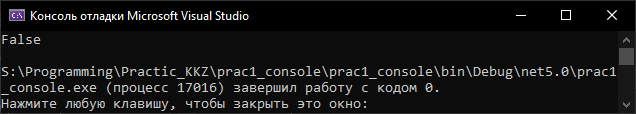 Консоль отладки Microsoft Visual Studio
False
S:\Programming\Practic_KKZ\prac1_console\prac1_console\bin\Debug\net5.0\prac1
_console.exe (процесс 17016) завершил работу с кодом 0.
Нажмите любую клавишу, чтобы закрыть это окно: